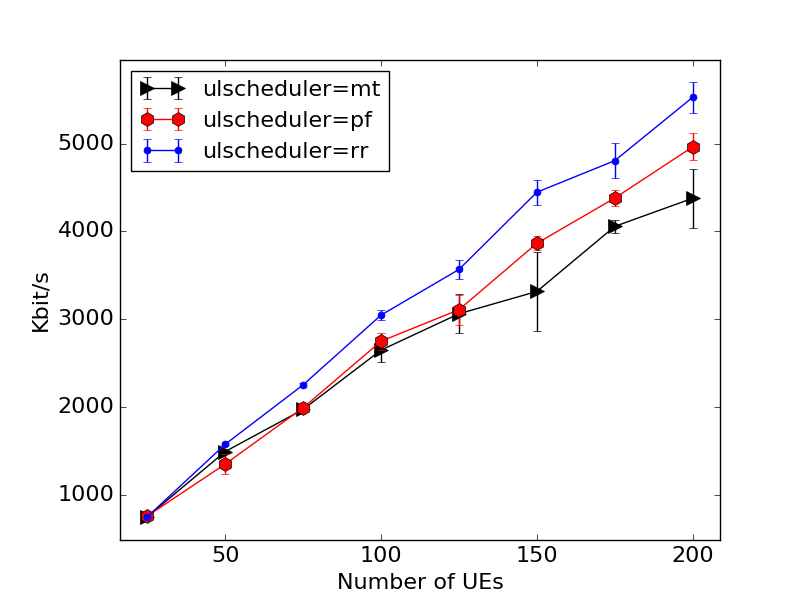 ulscheduler=mt
ulscheduler=pf
ulscheduler=rr
5000
4000
3000
2000
1000
Kbit/s
50 100 150 200
Number of UEs